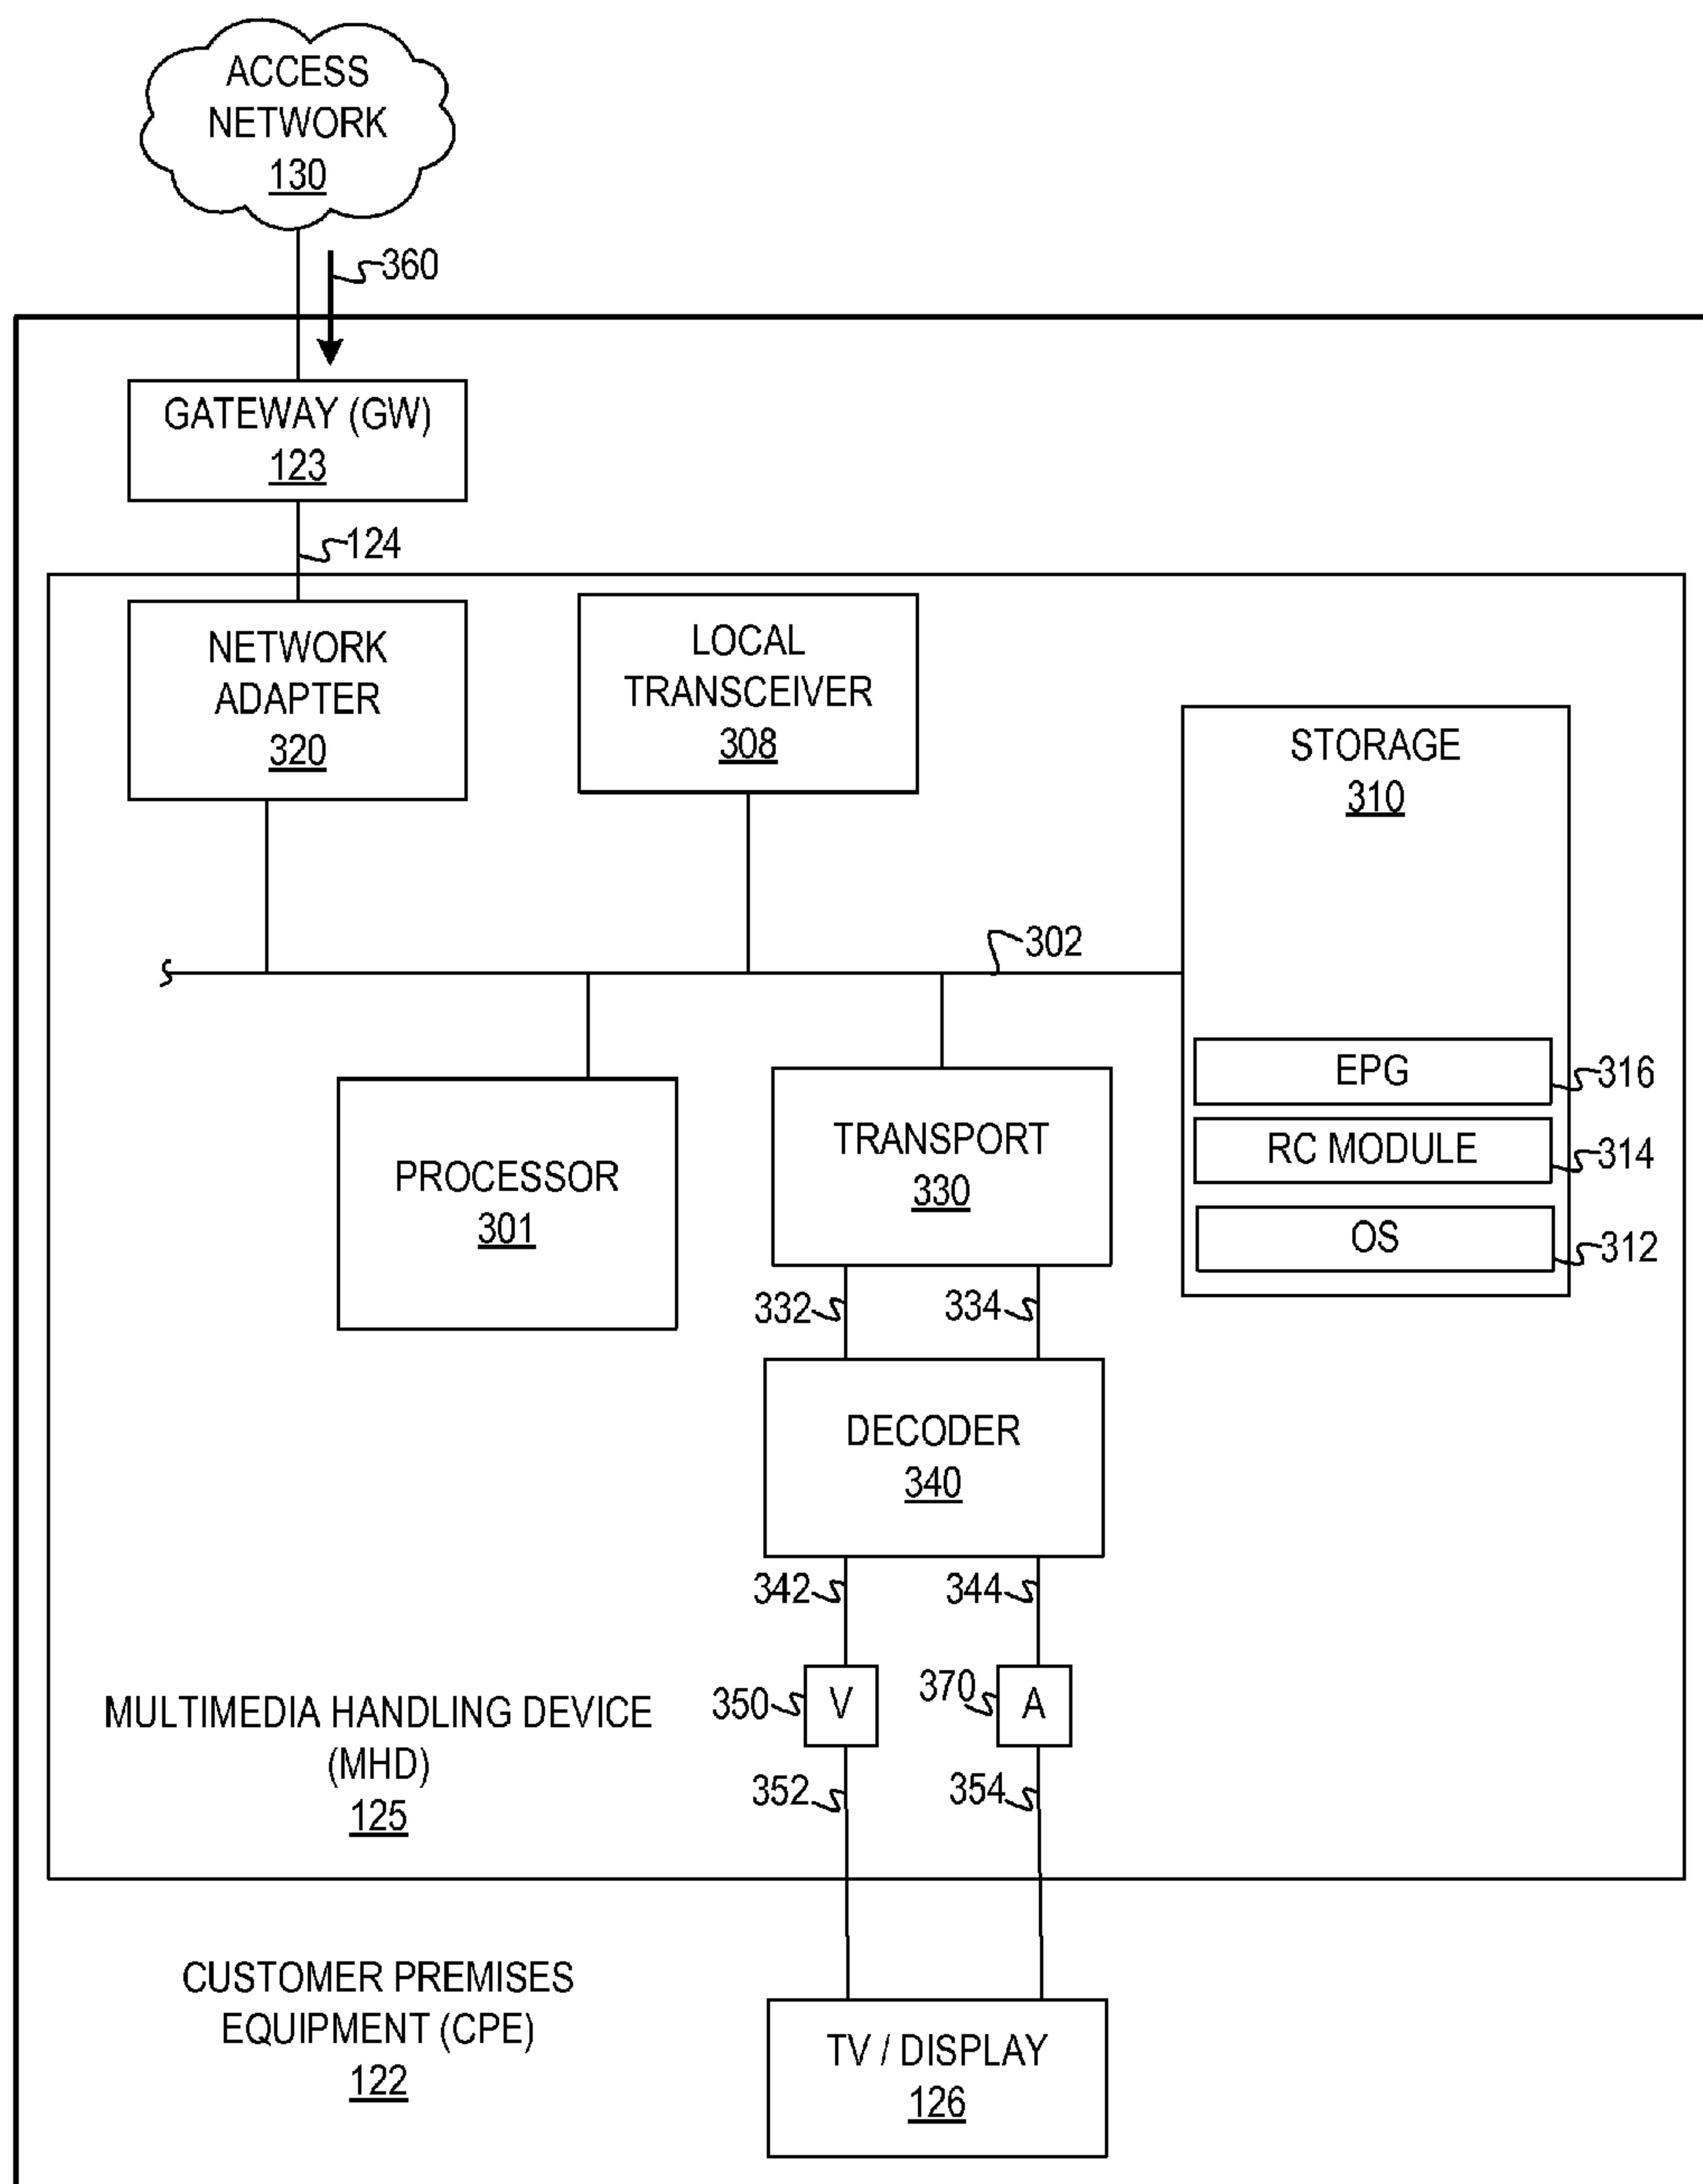 ACCESS
NETWORK
130
360
GATEWAY (GW)
123
124
NETWORK
ADAPTER
320
LOCAL
TRANSCEIVER
308
STORAGE
310
302
EPG
316
RC MODULE
314
OS
312
PROCESSOR
301
TRANSPORT
330
332
334
DECODER
340
342
344
350
V
370
A
352
354
MULTIMEDIA HANDLING DEVICE
(MHD)
125
CUSTOMER PREMISES
EQUIPMENT (CPE)
122
TV / DISPLAY
126